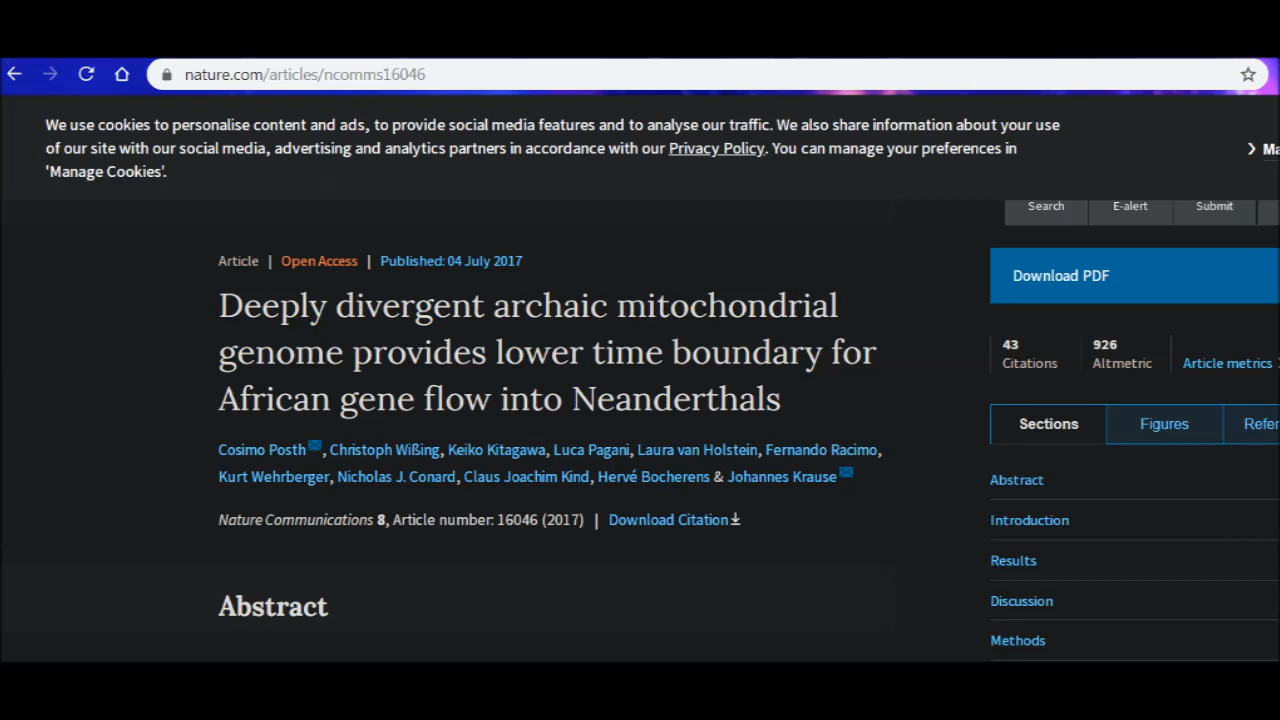 nature.com/articles/ncomms16046
We use cookies to personalise content and ads, to provide social media features and to analyse our traffic. We also share information about your use
of our site with our social media, advertising and analytics partners in accordance with our Privacy Policy. You can manage your preferences in
'Manage Cookies'.
Search E-alert Submit
Article | Open Access | Published: 04 July 2017
Deeply divergent archaic mitochondrial
genome provides lower time boundary for
African gene flow into Neanderthals
Cosimo Posth, Christoph Wißing, Keiko Kitagawa, Luca Pagani, Laura van Holstein, Fernando Racimo,
Kurt Wehrberger, Nicholas J. Conard, Claus Joachim Kind, Hervé Bocherens & Johannes Krause
Nature Communications 8, Article number: 16046 (2017) | Download Citation
Abstract
Download PDF
43 926
Citations Altmetric Article metrics
Sections Figures
Abstract
Introduction
Results
Discussion
Methods